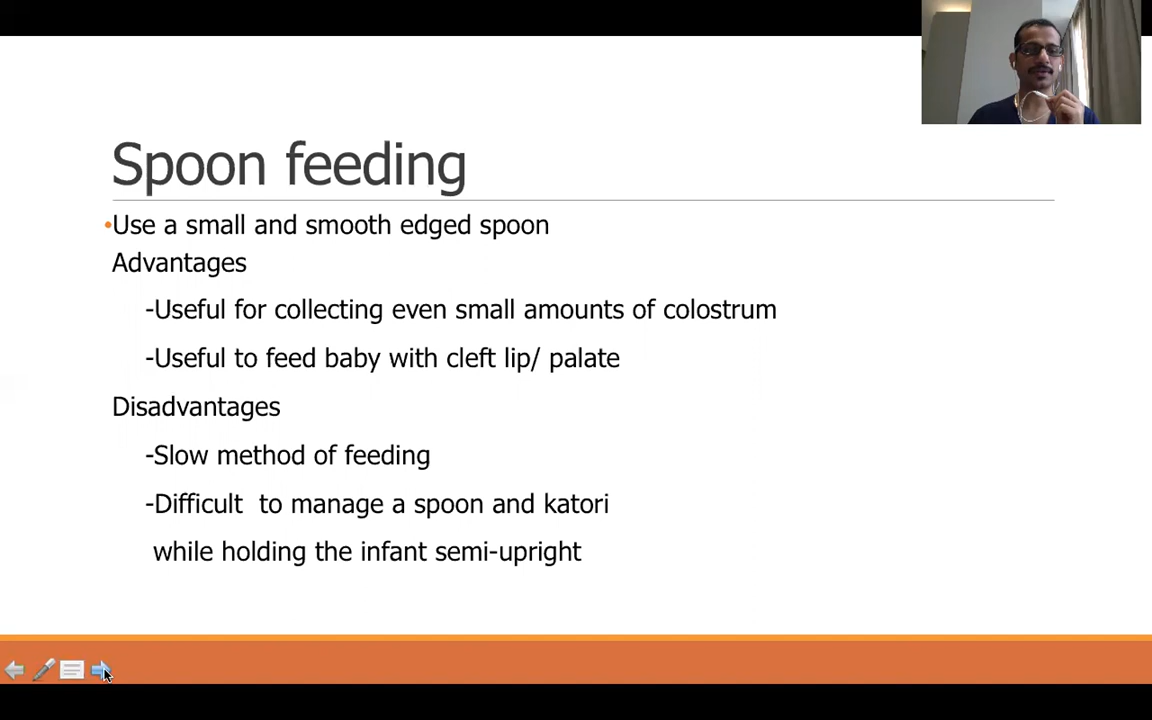 Spoon feeding
•Use a small and smooth edged spoon
Advantages
-Useful for collecting even small amounts of colostrum
-Useful to feed baby with cleft lip/ palate
Disadvantages
-Slow method of feeding
-Difficult  to manage a spoon and katori
while holding the infant semi-upright